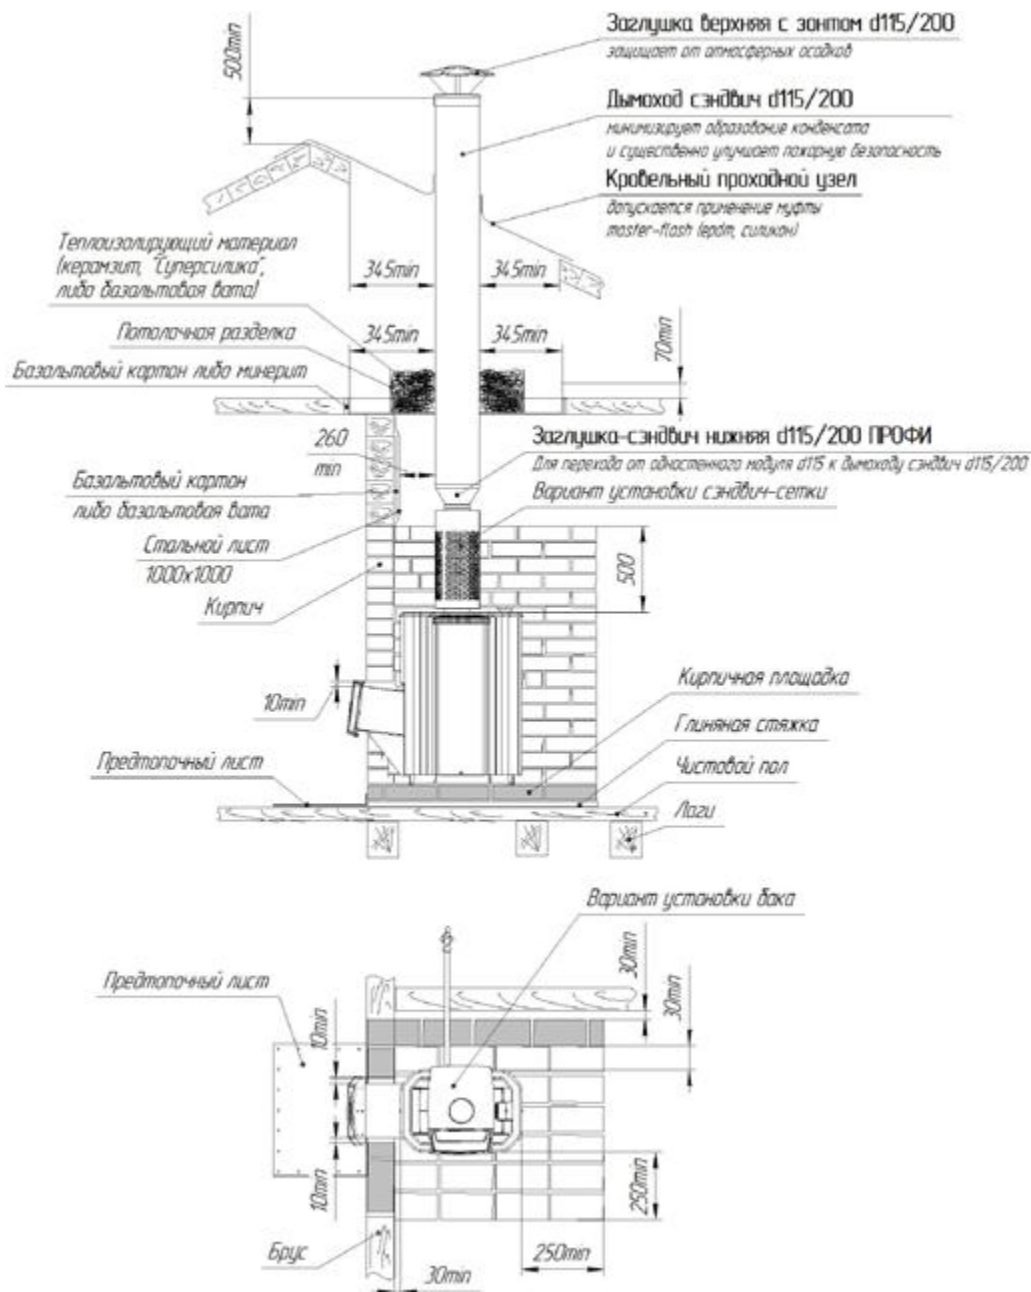 Заглушка верхняя с зонтом d115/200
защищает от атмосферных осадков
500min
Дымоход сэндвич d115/200
минимизирует образование конденсата
и существенно улучшает пожарную безопасность
Кровельный проходной узел
допускается применение муфты
master-flash (epdm, силикон)
Теплоизолирующий материал
(керамзит, "Суперсилика",
либо базальтовая вата)
345min
345min
Потолочная разделка
345min
345min
70min
Базальтовый картон либо минерит
260
min
Заглушка-сэндвич нижняя d115/200 ПРОФИ
Для перехода от одностенного модуля d115 к дымоходу сэндвич d115/200
Базальтовый картон
либо базальтовая вата
Вариант установки сэндвич-сетки
Стальной лист
1000х1000
500
Кирпич
Кирпичная площадка
10min
Глиняная стяжка
Предтопочный лист
Чистовой пол
Лаги
Вариант установки бака
30min
30min
Предтопочный лист
10min
10min
250min
Брус
250min
30min